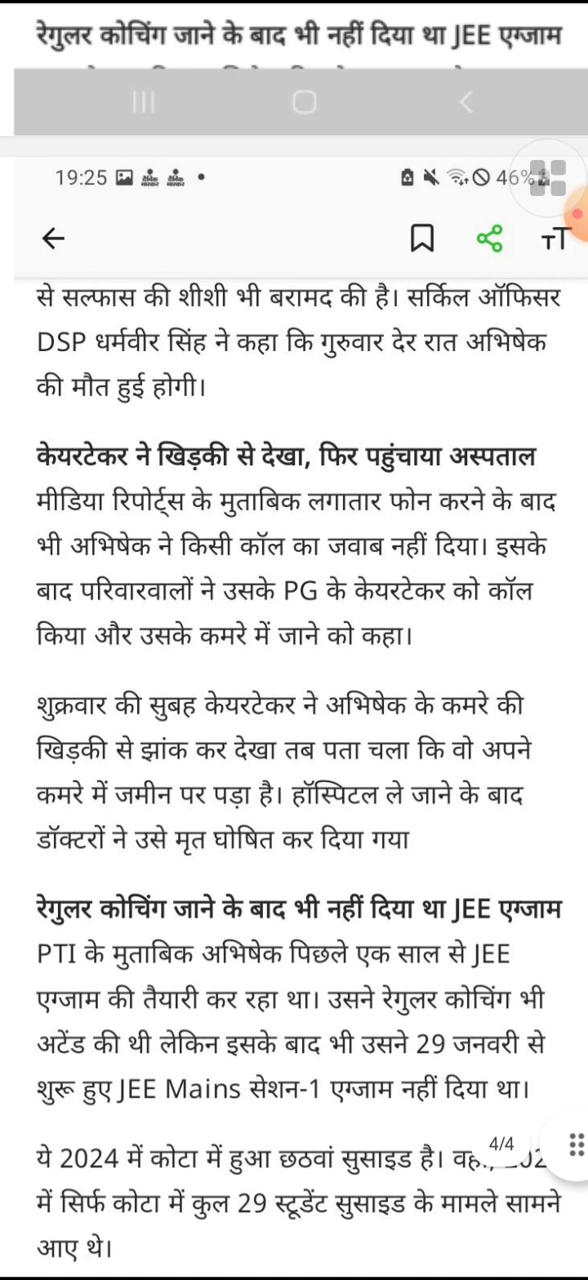 रेगुलर कोचिंग जाने के बाद भी नहीं दिया था JEE एग्जाम
19:25
46%
से सल्फास की शीशी भी बरामद की है। सर्किल ऑफिसर
DSP धर्मवीर सिंह ने कहा कि गुरुवार देर रात अभिषेक
की मौत हुई होगी।
केयरटेकर ने खिड़की से देखा, फिर पहुंचाया अस्पताल
मीडिया रिपोर्ट्स के मुताबिक लगातार फोन करने के बाद
भी अभिषेक ने किसी कॉल का जवाब नहीं दिया। इसके
बाद परिवारवालों ने उसके PG के केयरटेकर को कॉल
किया और उसके कमरे में जाने को कहा।
शुक्रवार की सुबह केयरटेकर ने अभिषेक के कमरे की
खिड़की से झांक कर देखा तब पता चला कि वो अपने
कमरे में जमीन पर पड़ा है। हॉस्पिटल ले जाने के बाद
डॉक्टरों ने उसे मृत घोषित कर दिया गया
रेगुलर कोचिंग जाने के बाद भी नहीं दिया था JEE एग्जाम
PTI के मुताबिक अभिषेक पिछले एक साल से JEE
एग्जाम की तैयारी कर रहा था। उसने रेगुलर कोचिंग भी
अटेंड की थी लेकिन इसके बाद भी उसने 29 जनवरी से
शुरू हुए JEE Mains सेशन-1 एग्जाम नहीं दिया था।
4/4
ये 2024 में कोटा में हुआ छठवां सुसाइड है।
में सिर्फ कोटा में कुल 29 स्टूडेंट सुसाइड के मामले सामने
आए थे।